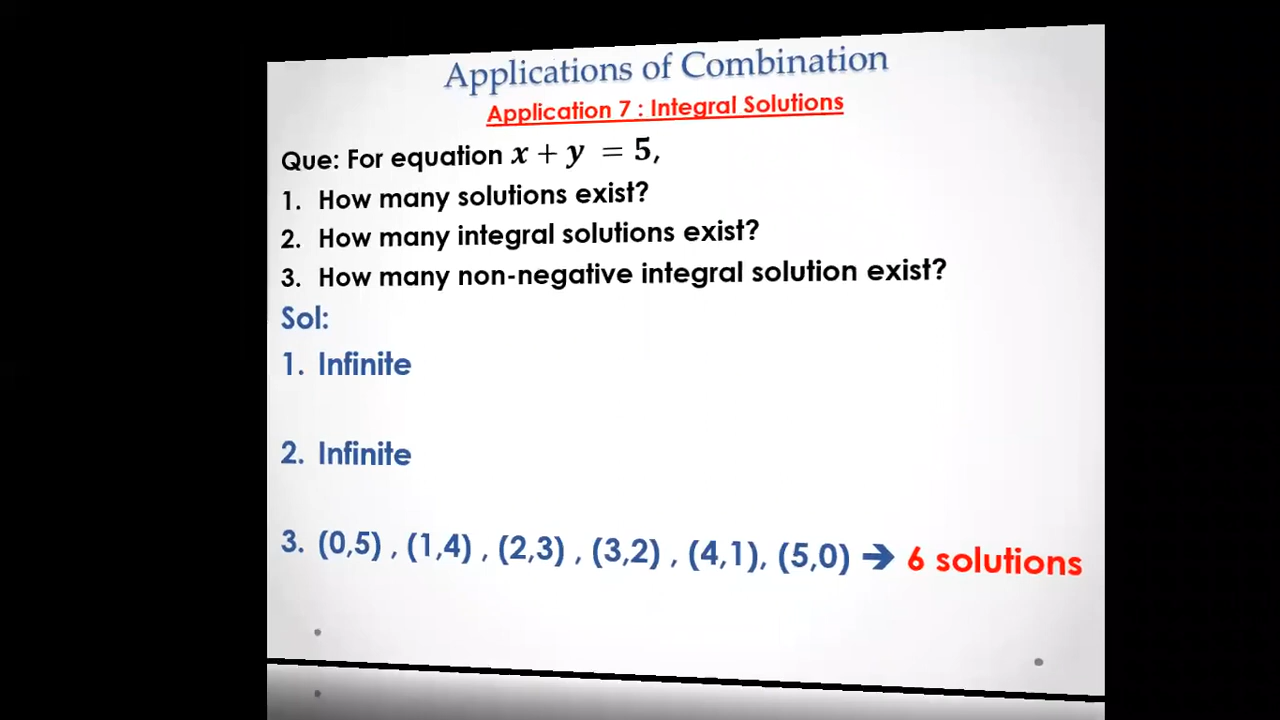 Applications of Combination
Application 7 : Integral Solutions
Que: For equation x + y = 5,
1. How many solutions exist?
2. How many integral solutions exist?
3. How many non-negative integral solution exist?
Sol:
1. Infinite
2. Infinite
3. (0,5) , (1,4) , (2,3) , (3,2) , (4,1), (5,0) ➔ 6 solutions